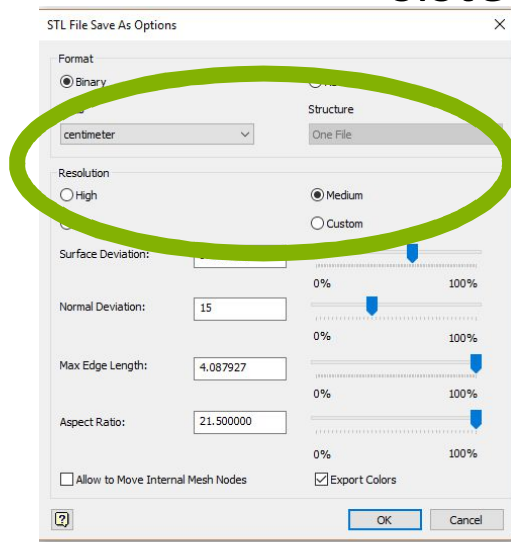 STL File Save As Options
Format
Binary
Structure
centimeter
One File
Resolution
High
Medium
Custom
Surface Deviation:
0% 100%
Normal Deviation:
15
0% 100%
Max Edge Length:
4.087927
0% 100%
Aspect Ratio:
21.500000
0% 100%
Allow to Move Internal Mesh Nodes
Export Colors
OK
Cancel